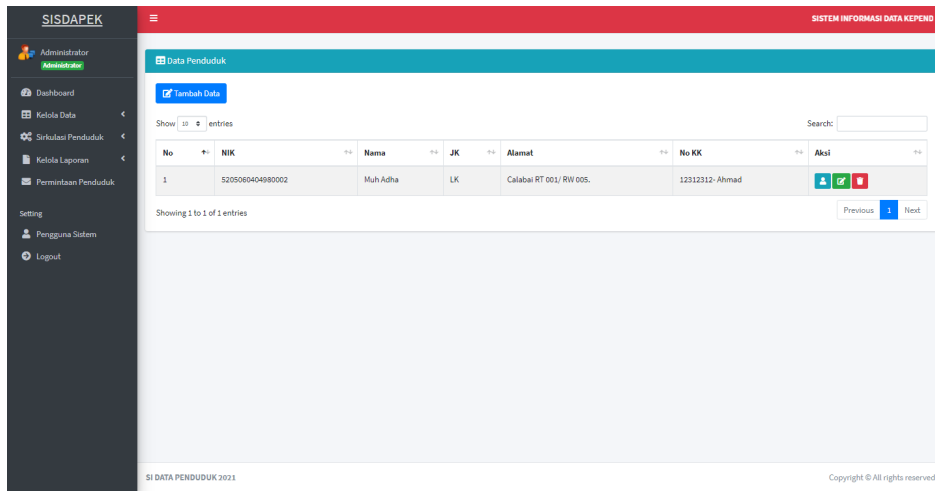 SISDAPEK
SISTEM INFORMASI DATA KEPEND
Administrator
Administrator
Dashboard
Kelola Data
Sirkulasi Penduduk
Kelola Laporan
Permintaan Penduduk
Setting
Pengguna Sistem
Logout
Data Penduduk
Tambah Data
Show 10 entries
Search:
No NIK Nama JK Alamat No KK Aksi
1 5205060404980002 Muh Adha LK Calabai RT 001/ RW 005. 12312312- Ahmad
Showing 1 to 1 of 1 entries
Previous 1 Next
SI DATA PENDUDUK 2021
Copyright © All rights reserved